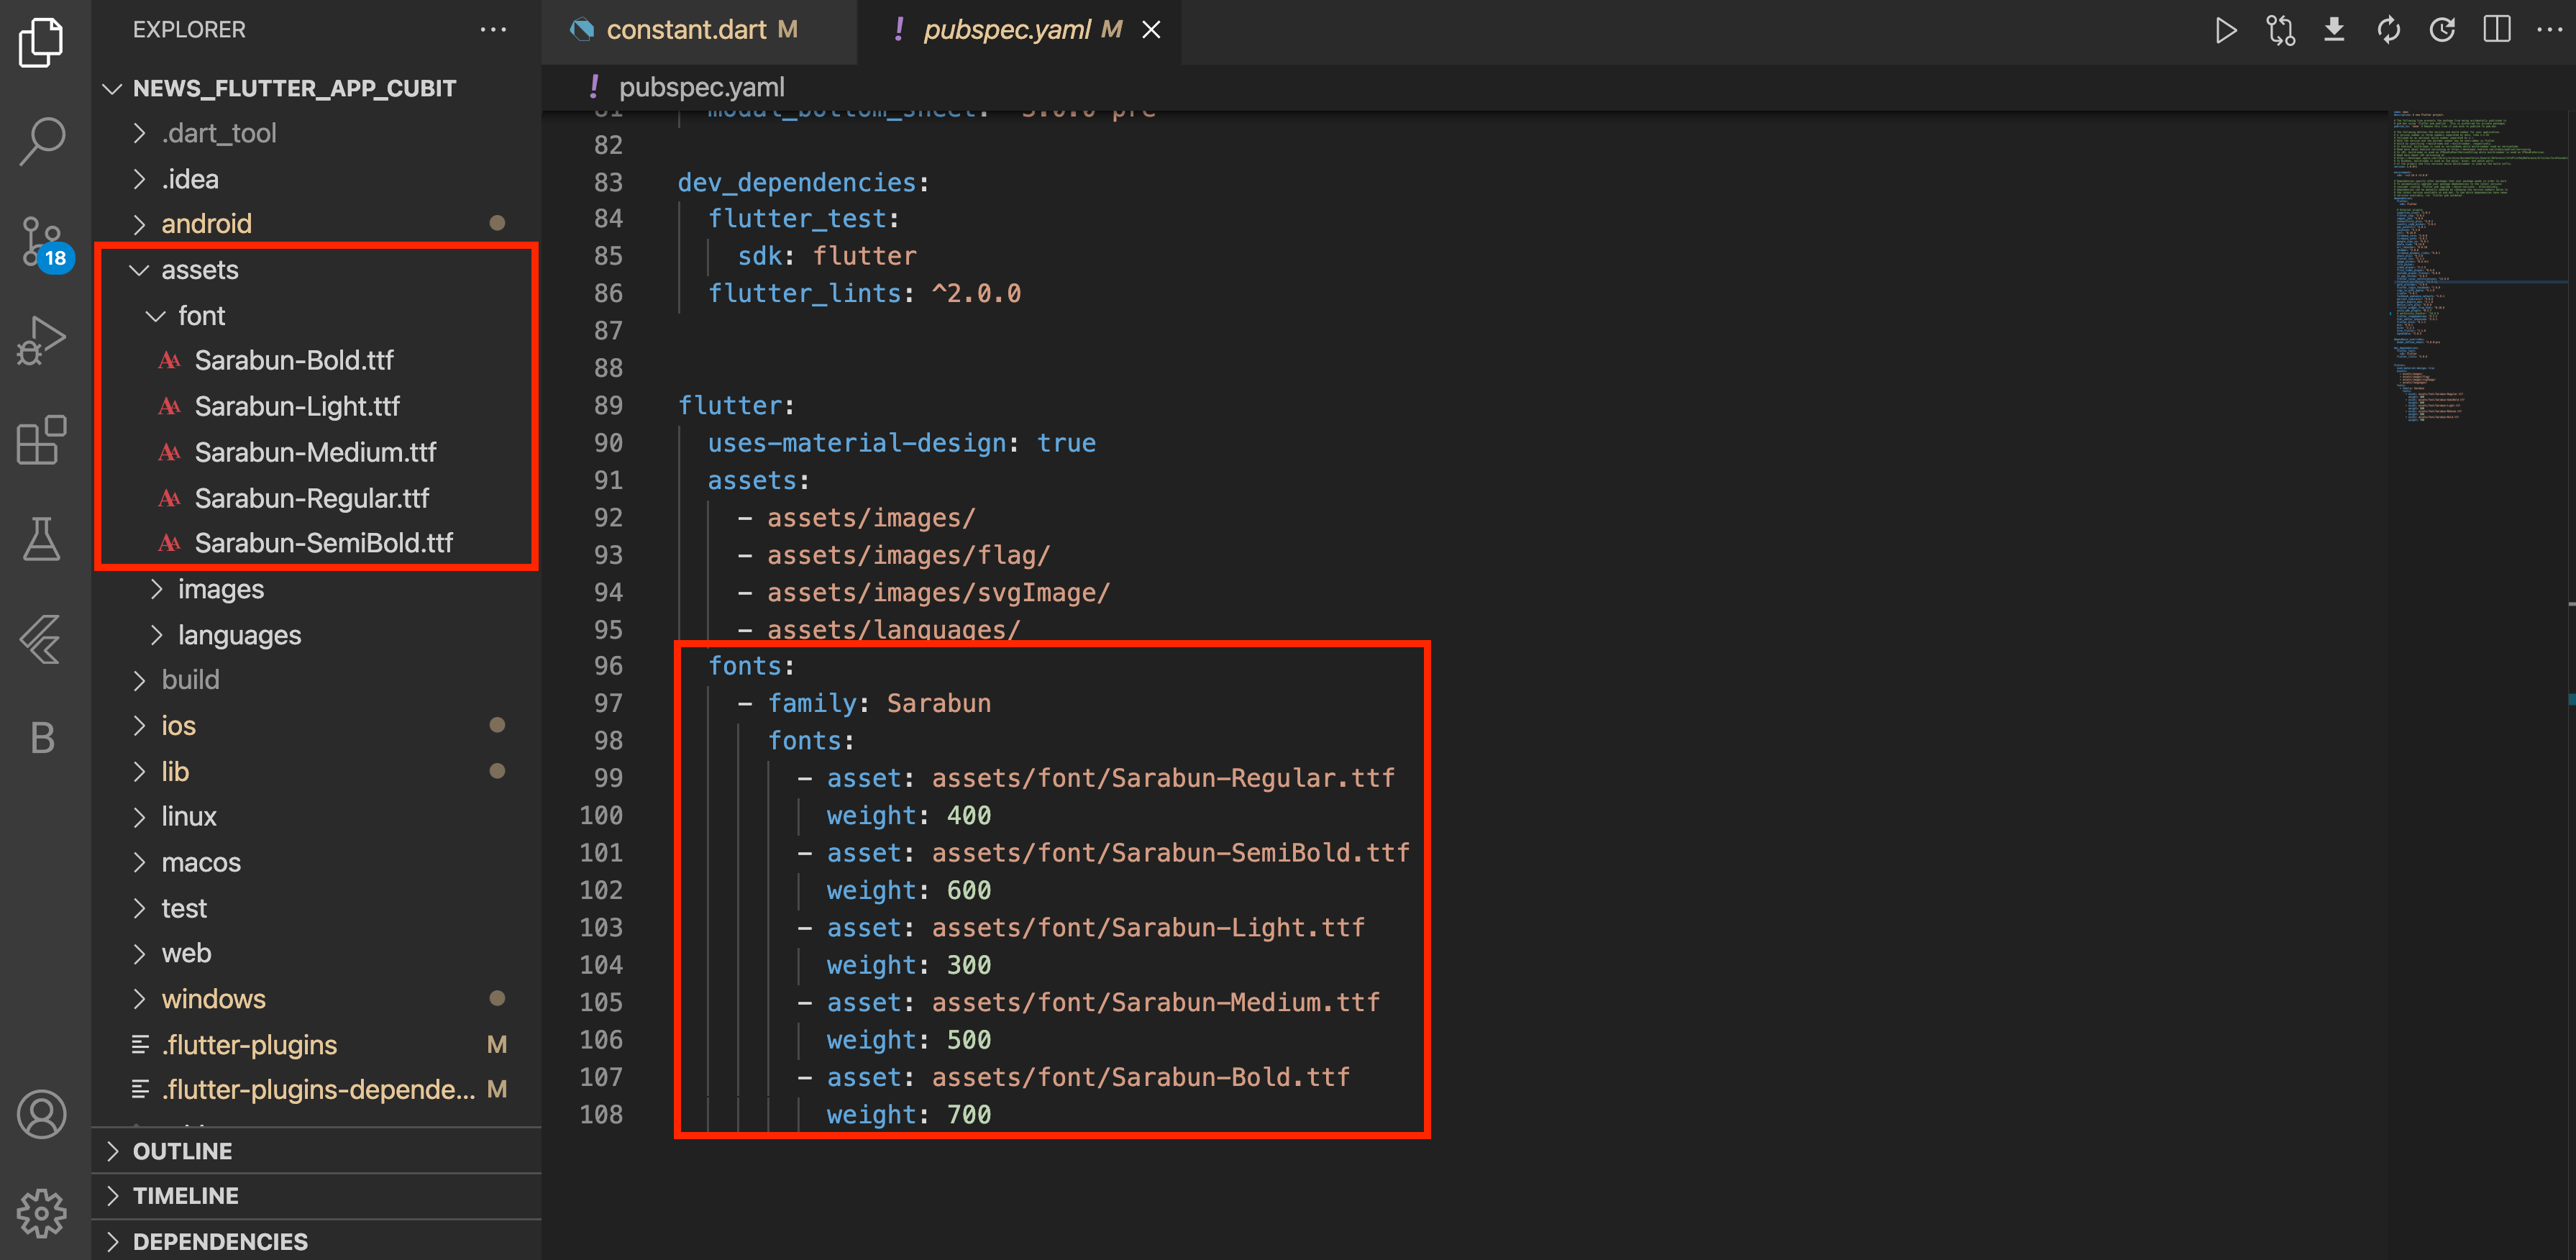 EXPLORER
NEWS_FLUTTER_APP_CUBIT
.dart_tool
.idea
android
assets
font
Sarabun-Bold.ttf
Sarabun-Light.ttf
Sarabun-Medium.ttf
Sarabun-Regular.ttf
Sarabun-SemiBold.ttf
images
languages
build
ios
lib
linux
macos
test
web
windows
.flutter-plugins M
.flutter-plugins-depende... M
OUTLINE
TIMELINE
DEPENDENCIES
18
B
constant.dart M
! pubspec.yaml M
! pubspec.yaml
81 modal_bottom_sheet: 3.0.0 pre
82
83 dev_dependencies:
84 flutter_test:
85 sdk: flutter
86 flutter_lints: ^2.0.0
87
88
89 flutter:
90 uses-material-design: true
91 assets:
92 - assets/images/
93 - assets/images/flag/
94 - assets/images/svgImage/
95 - assets/languages/
96 fonts:
97 - family: Sarabun
98 fonts:
99 - asset: assets/font/Sarabun-Regular.ttf
100 weight: 400
101 - asset: assets/font/Sarabun-SemiBold.ttf
102 weight: 600
103 - asset: assets/font/Sarabun-Light.ttf
104 weight: 300
105 - asset: assets/font/Sarabun-Medium.ttf
106 weight: 500
107 - asset: assets/font/Sarabun-Bold.ttf
108 weight: 700